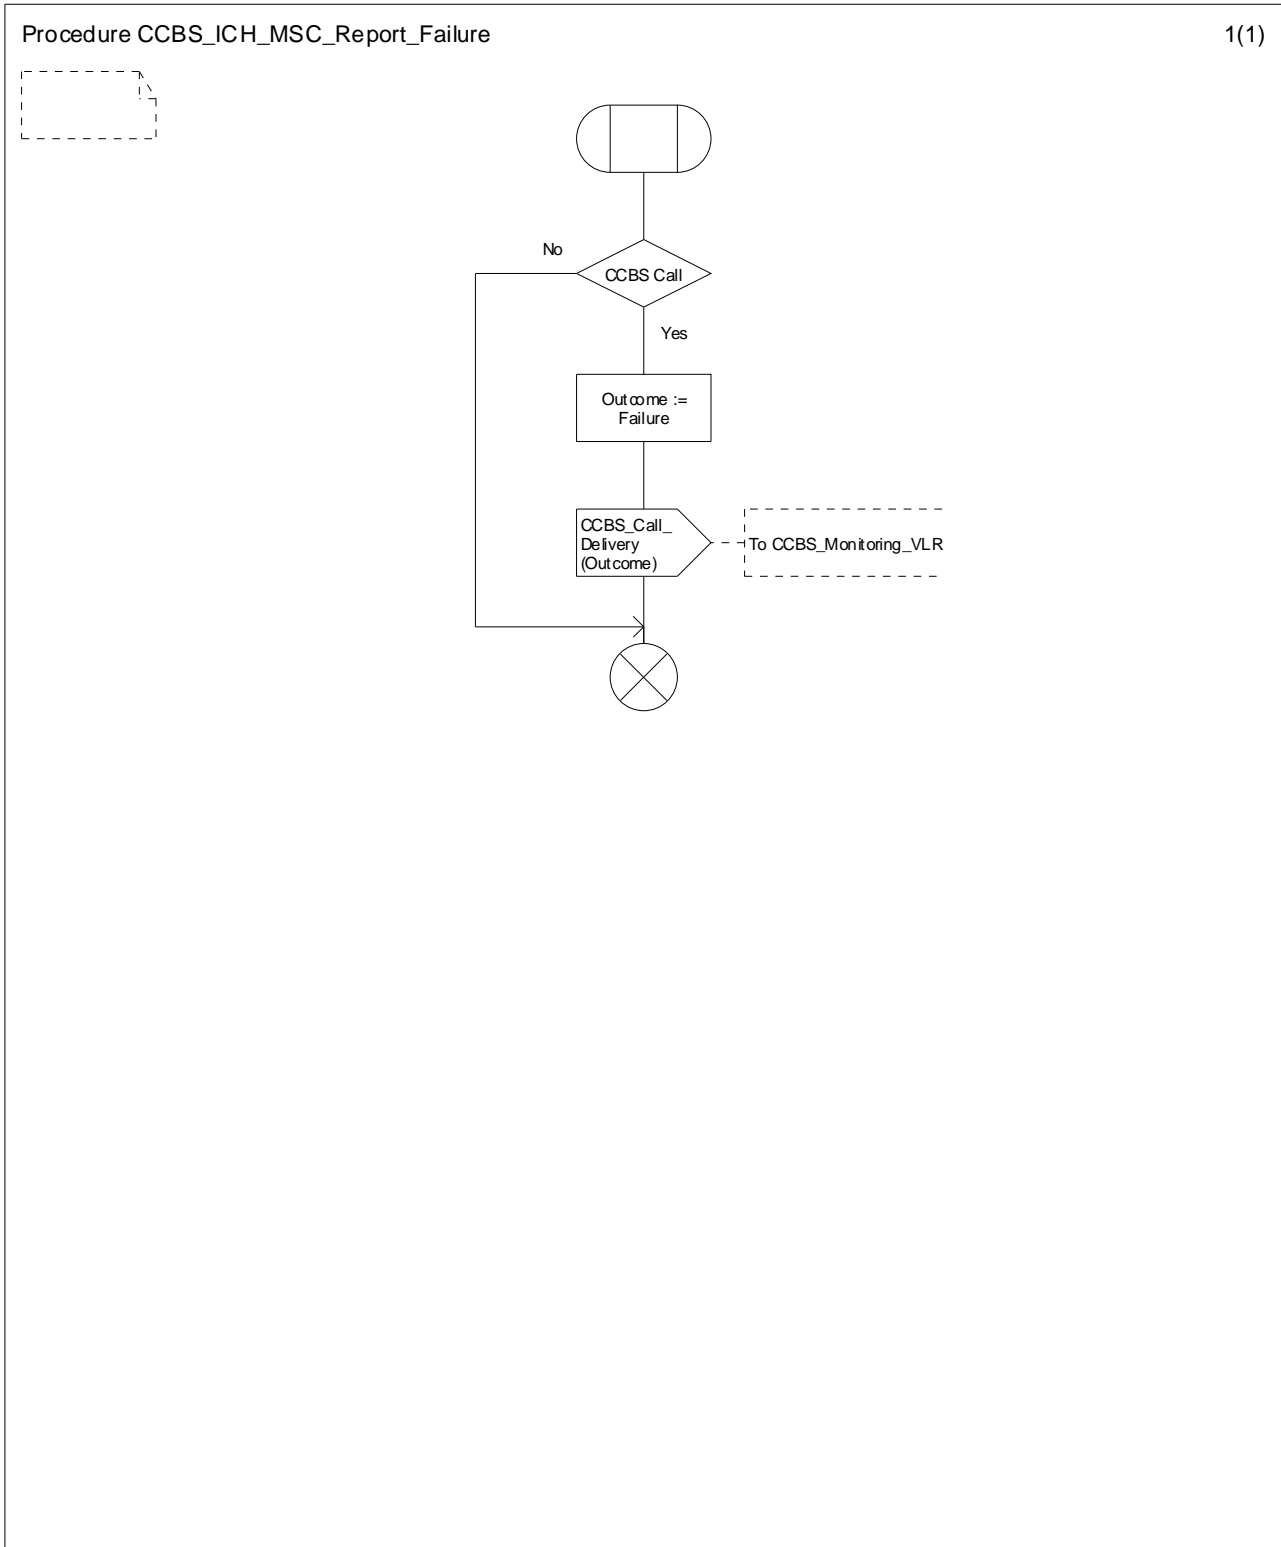 Procedure CCBS_ICH_MSC_Report_Failure
1(1)
No
CCBS Call
Yes
Outcome :=
Failure
CCBS_Call_
Delivery
(Outcome)
To CCBS_Monitoring_VLR